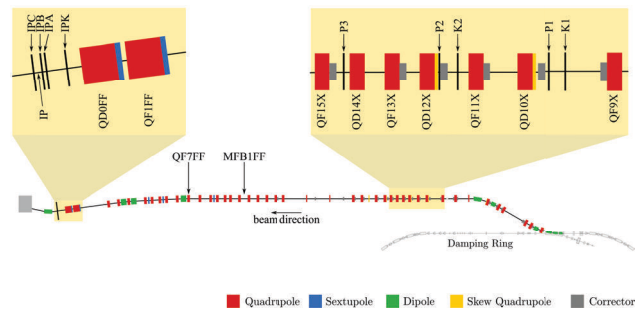 IPC
IPB
IPA
IPK
IP
QD0FF
QF1FF
P3
P2
K2
P1
K1
QF15X
QD14X
QF13X
QD12X
QF11X
QD10X
QF9X
QF7FF
MFB1FF
beam direction
Damping Ring
Quadrupole
Sextupole
Dipole
Skew Quadrupole
Corrector